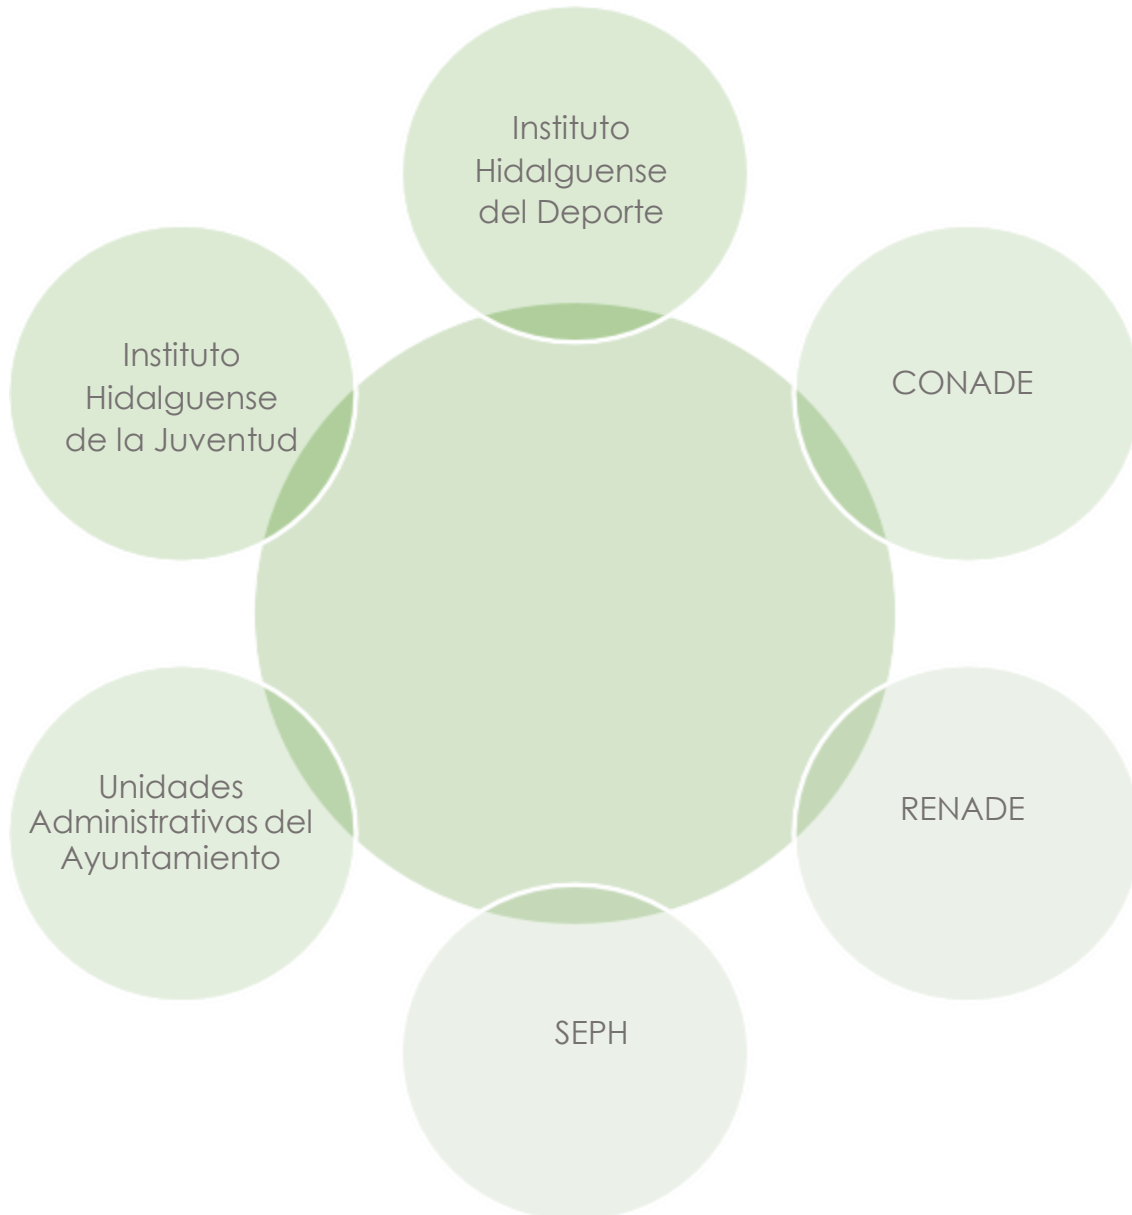 Instituto
Hidalguense
del Deporte
Instituto
Hidalguense
de la Juventud
CONADE
Unidades
Administrativas del
Ayuntamiento
RENADE
SEPH